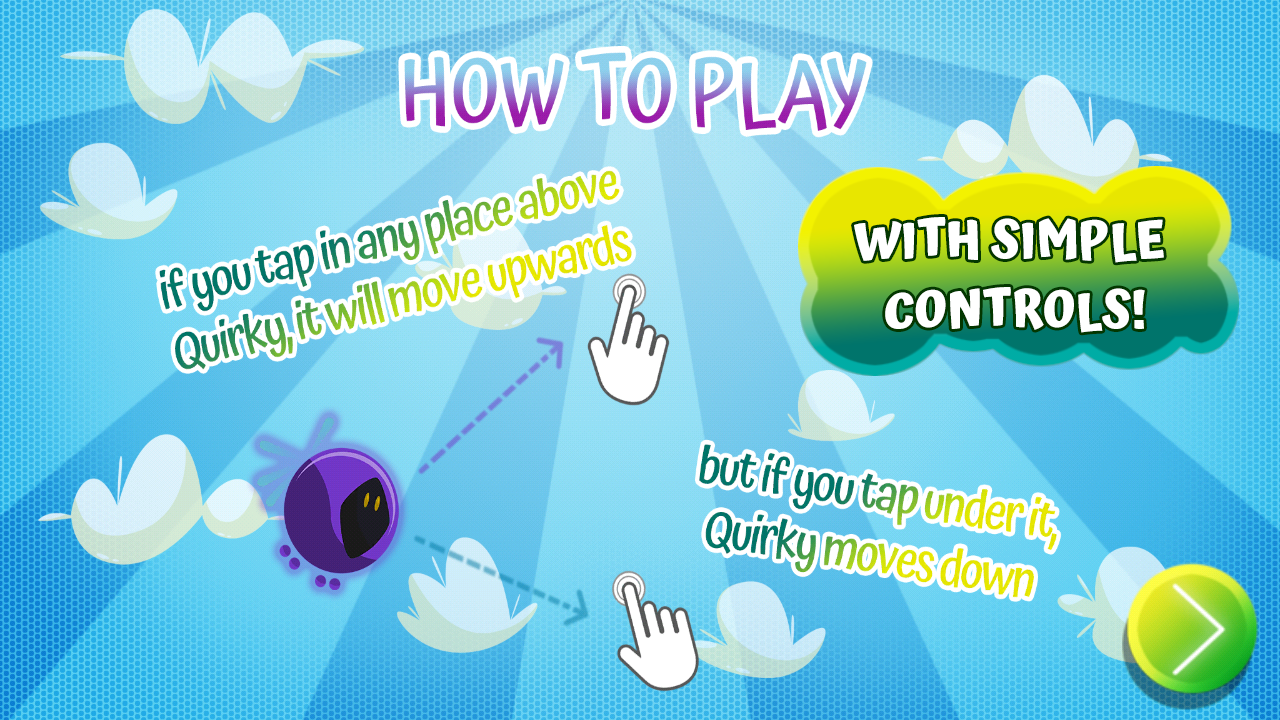 HOW TO PLAY
if you tap in any place above
Quirky, it will move upwards
WITH SIMPLE
CONTROLS!
but if you tap under it,
Quirky moves down